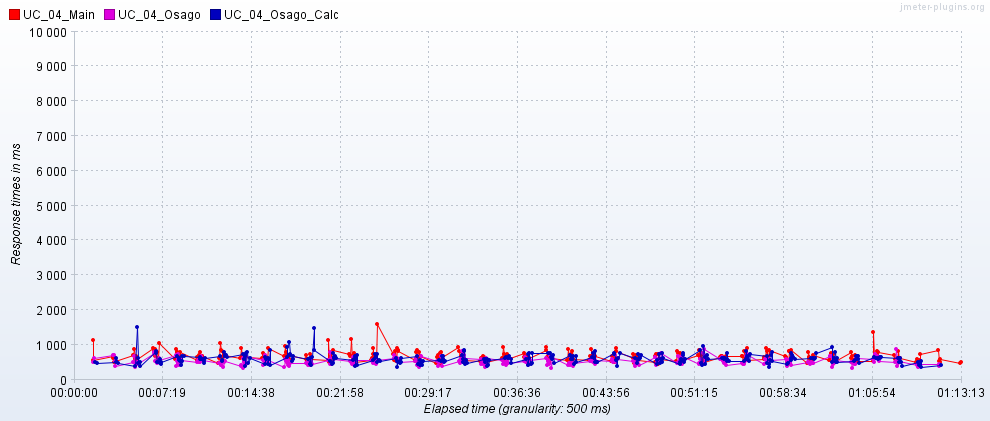 UC_04_Main UC_04_Osago UC_04_Osago_Calc
jmeter-plugins.org
10 000
9 000
8 000
7 000
6 000
5 000
4 000
3 000
2 000
1 000
0
Response times in ms
00:00:00 00:07:19 00:14:38 00:21:58 00:29:17 00:36:36 00:43:56 00:51:15 00:58:34 01:05:54 01:13:13
Elapsed time (granularity: 500 ms)